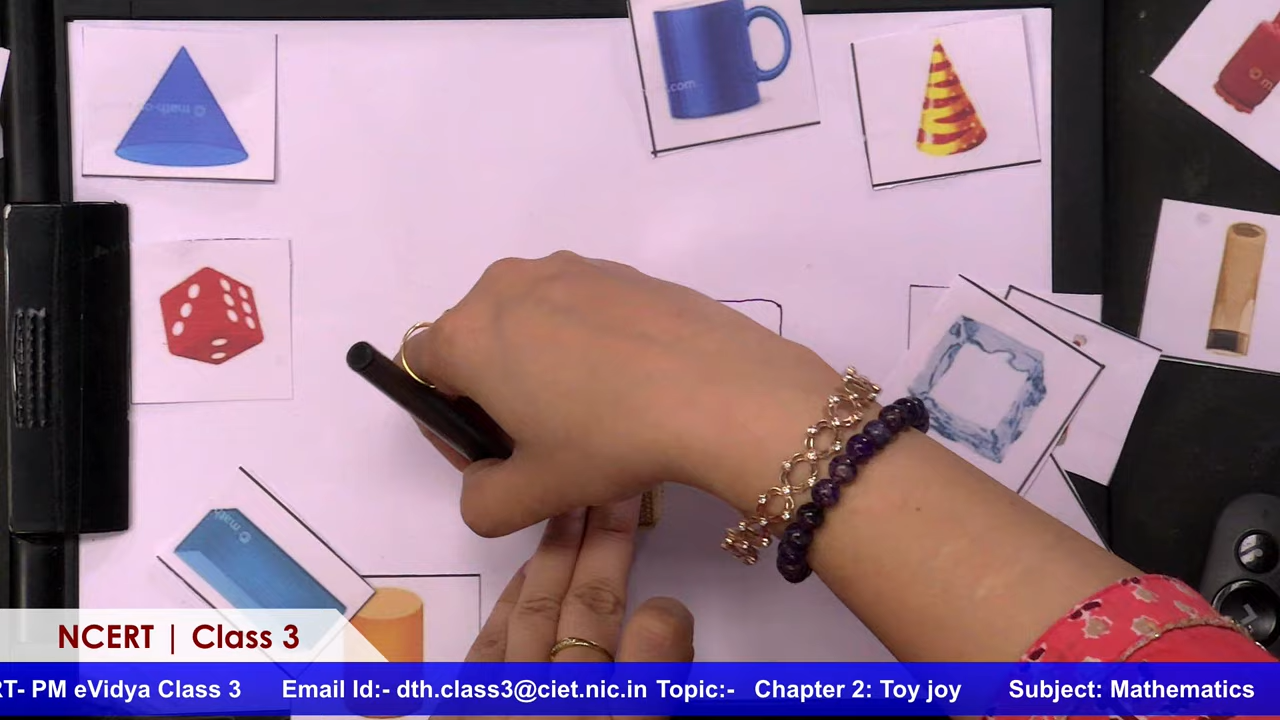 .com
NCERT | Class 3
RT- PM eVidya Class 3 Email Id:- dth.class3@ciet.nic.in Topic:- Chapter 2: Toy joy Subject: Mathematics